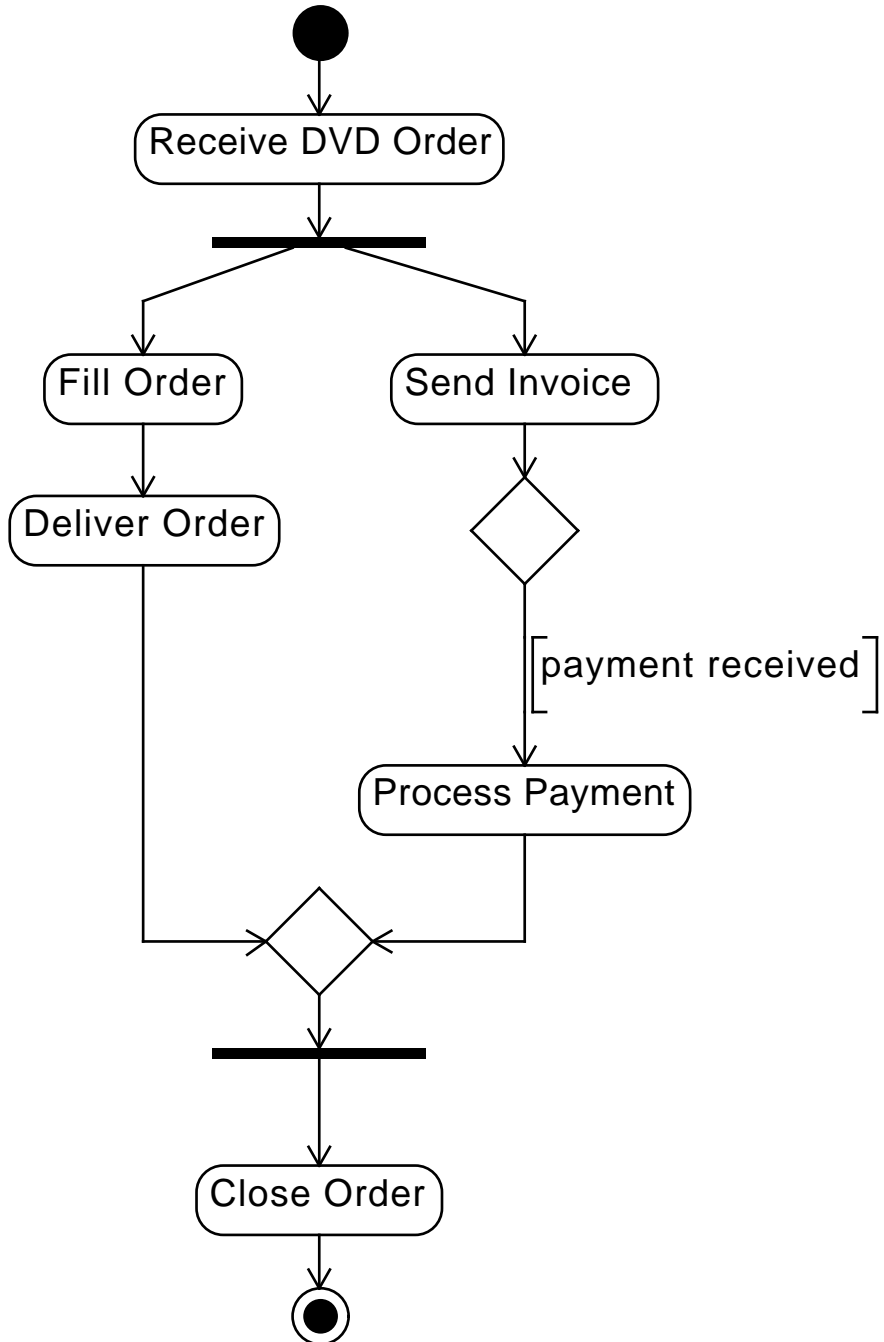 Receive DVD Order
Fill Order
Send Invoice
Deliver Order
[payment received]
Process Payment
Close Order